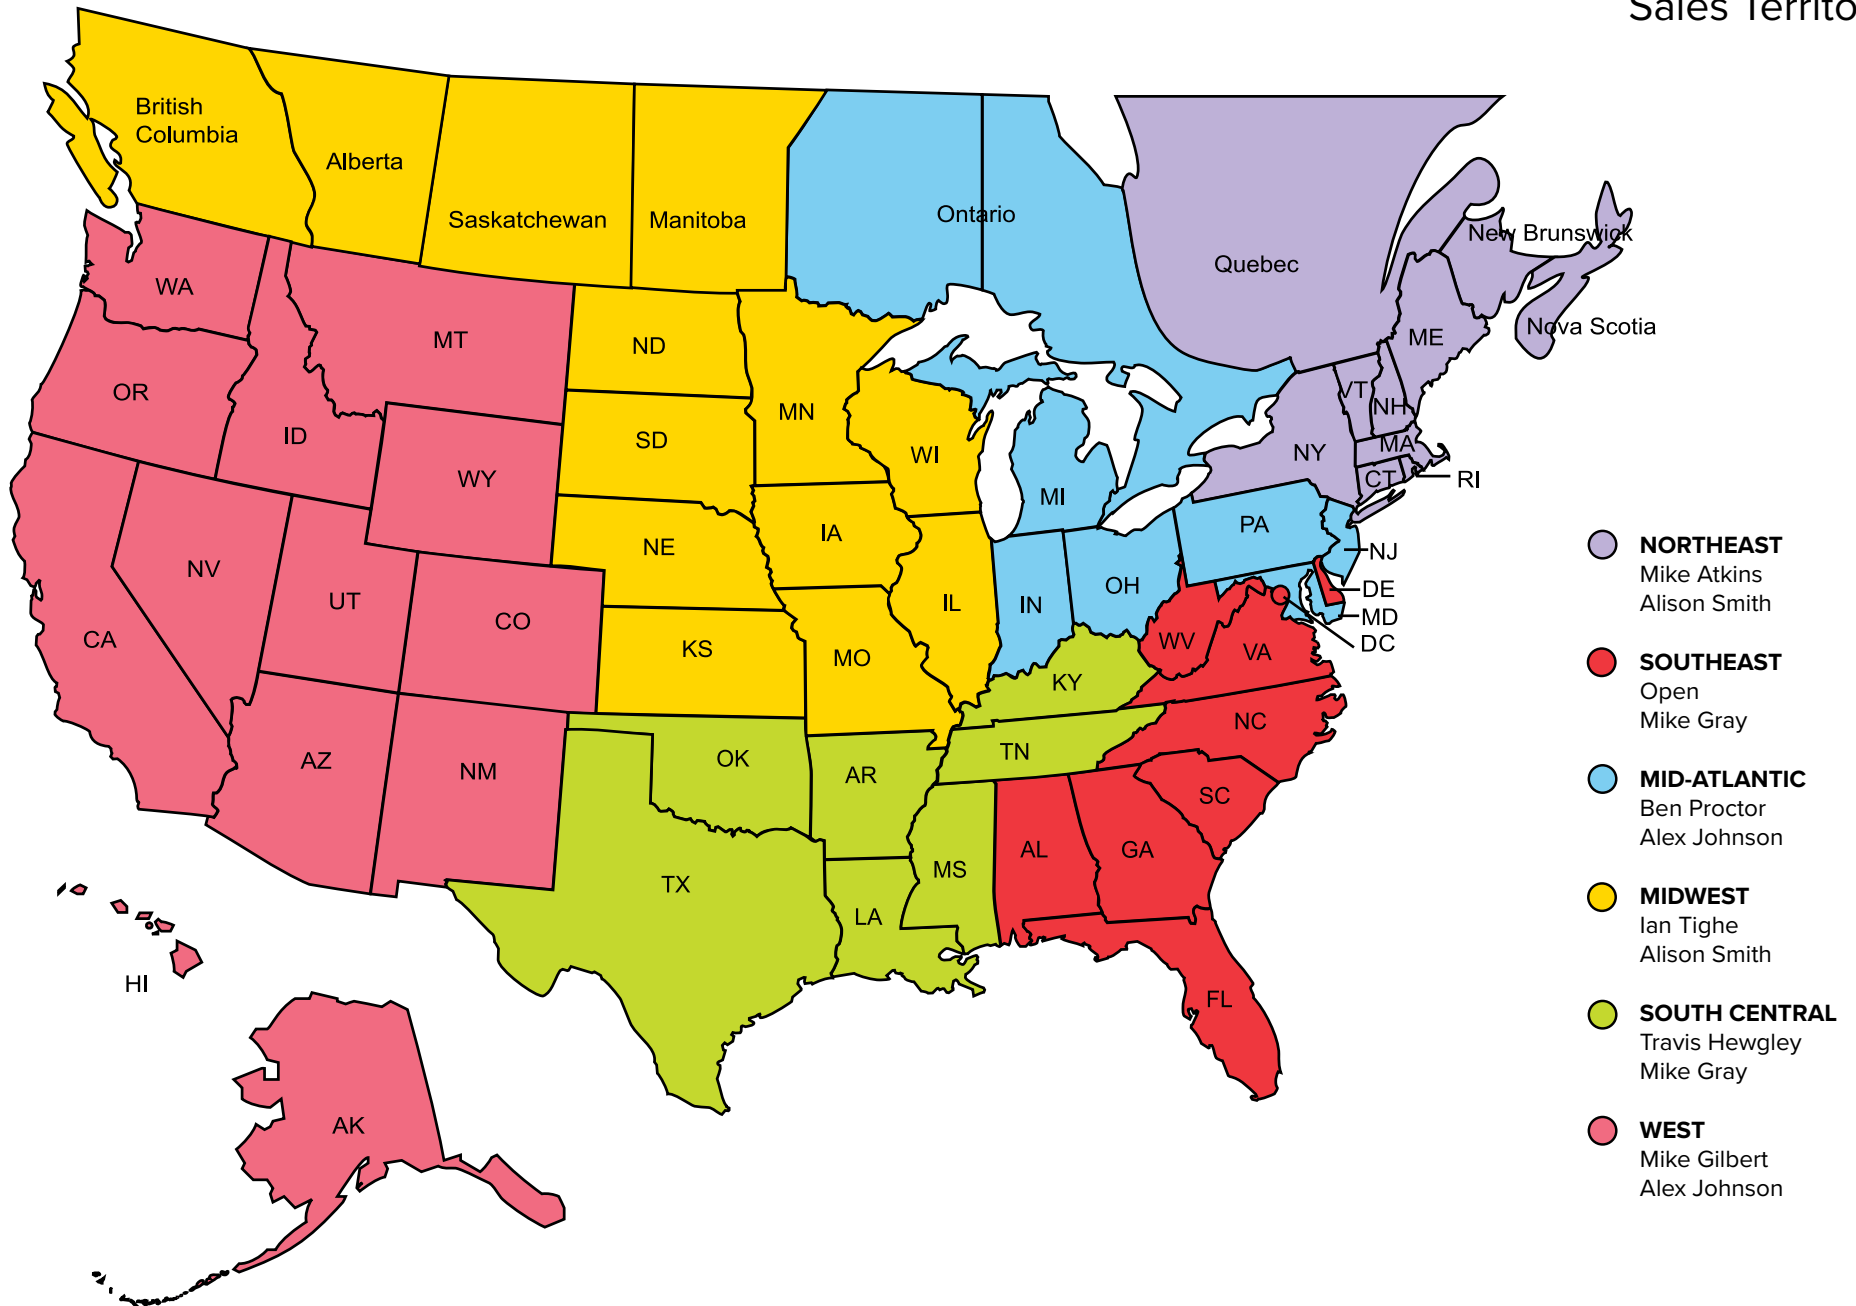 Sales Territo
British
Columbia
Alberta
Saskatchewan
Manitoba
Ontario
Quebec
New Brunswick
Nova Scotia
WA
MT
ND
ME
OR
ID
SD
MN
WI
VT
NH
MA
NY
CT
RI
WY
MI
PA
NE
IA
NJ
NV
UT
CO
IL
IN
OH
DE
MD
DC
CA
KS
MO
WV
VA
KY
NC
TN
AZ
NM
OK
AR
SC
TX
LA
MS
AL
GA
FL
HI
AK
NORTHEAST
Mike Atkins
Alison Smith
SOUTHEAST
Open
Mike Gray
MID-ATLANTIC
Ben Proctor
Alex Johnson
MIDWEST
Ian Tighe
Alison Smith
SOUTH CENTRAL
Travis Hewgley
Mike Gray
WEST
Mike Gilbert
Alex Johnson